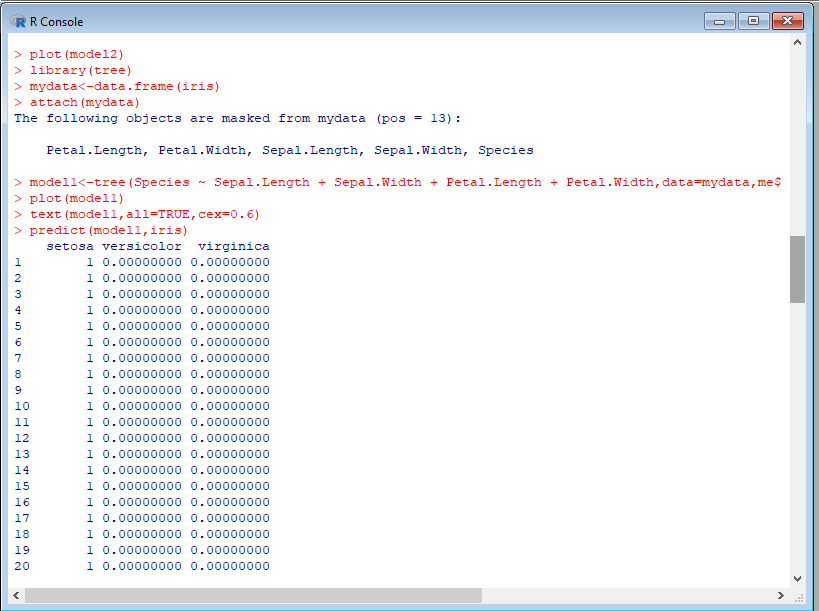 R Console
> plot(model2)
> library(tree)
> mydata<-data.frame(iris)
> attach(mydata)
The following objects are masked from mydata (pos = 13):
Petal.Length, Petal.Width, Sepal.Length, Sepal.Width, Species
> model1<-tree(Species ~ Sepal.Length + Sepal.Width + Petal.Length + Petal.Width,data=mydata,me$
> plot(model1)
> text(model1,all=TRUE,cex=0.6)
> predict(model1,iris)
setosa versicolor virginica
1 1 0.00000000 0.00000000
2 1 0.00000000 0.00000000
3 1 0.00000000 0.00000000
4 1 0.00000000 0.00000000
5 1 0.00000000 0.00000000
6 1 0.00000000 0.00000000
7 1 0.00000000 0.00000000
8 1 0.00000000 0.00000000
9 1 0.00000000 0.00000000
10 1 0.00000000 0.00000000
11 1 0.00000000 0.00000000
12 1 0.00000000 0.00000000
13 1 0.00000000 0.00000000
14 1 0.00000000 0.00000000
15 1 0.00000000 0.00000000
16 1 0.00000000 0.00000000
17 1 0.00000000 0.00000000
18 1 0.00000000 0.00000000
19 1 0.00000000 0.00000000
20 1 0.00000000 0.00000000